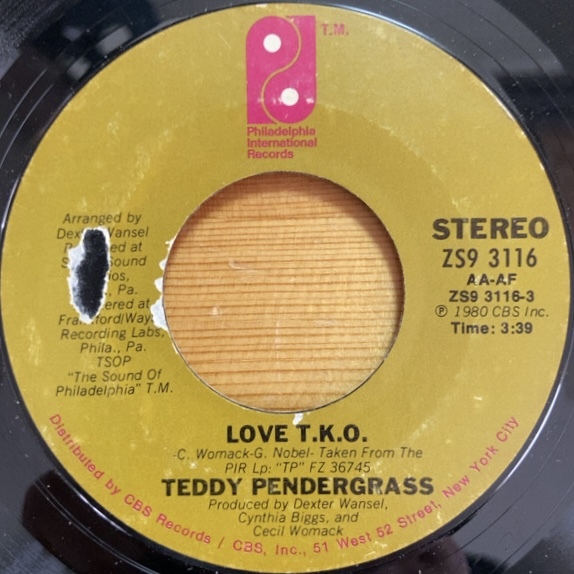 T.M.
Philadelphia
International
Records
Arranged by
Wansel
at
Sound
Pa.
at
Recording Labs,
Phila., Pa.
TSOP
"The Sound Of
Philadelphia" T.M.
STEREO
ZS9 3116
AA-AF
ZS9 3116-3
Ⓟ 1980 CBS Inc.
Time: 3:39
LOVE T.K.O.
-C. Womack-G. Nobel- Taken From The
PIR Lp: "TP" FZ 36745
TEDDY PENDERGRASS
Produced by Dexter Wansel,
Cynthia Biggs, and
Cecil Womack
Distributed by CBS Records / CBS, Inc., 51 West 52 Street, New York City